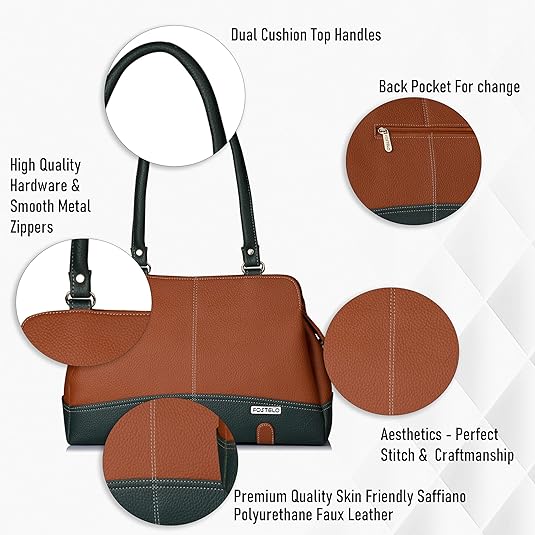 Dual Cushion Top Handles
Back Pocket For change
High Quality
Hardware &
Smooth Metal
Zippers
FOSTELO
Aesthetics - Perfect
Stitch & Craftmanship
Premium Quality Skin Friendly Saffiano
Polyurethane Faux Leather